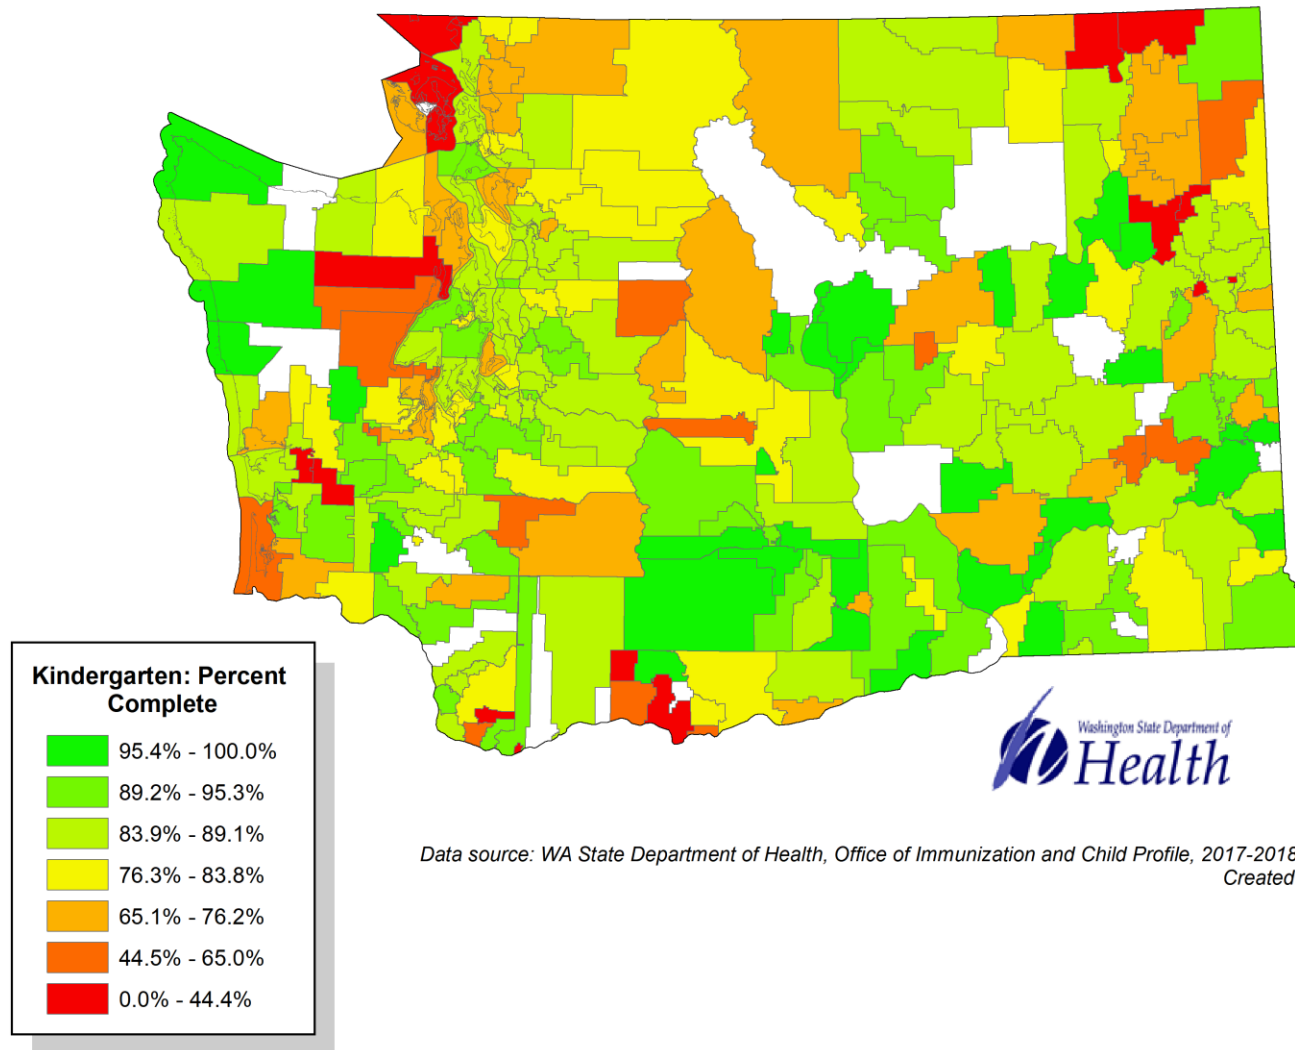 Kindergarten: Percent
Complete
95.4% - 100.0%
89.2% - 95.3%
83.9% - 89.1%
76.3% - 83.8%
65.1% - 76.2%
44.5% - 65.0%
0.0% - 44.4%
Washington State Department of
Health
Data source: WA State Department of Health, Office of Immunization and Child Profile, 2017-2018
Created